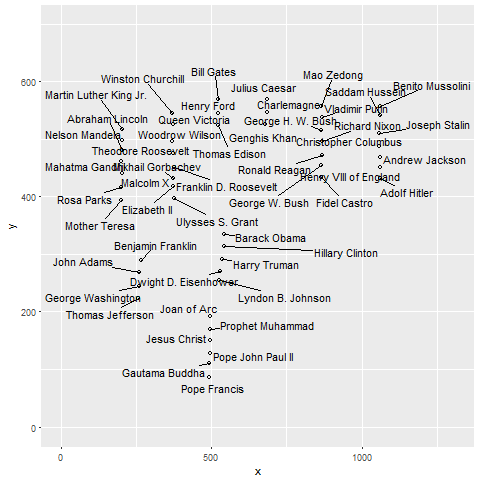 Bill Gates
Mao Zedong
Winston Churchill
Julius Caesar
Benito Mussolini
Martin Luther King Jr.
Saddam Hussein
Henry Ford
Charlemagne
Vladimir Putin
Abraham Lincoln
Queen Victoria
George H. W. Bush
Richard Nixon
Joseph Stalin
Nelson Mandela
Woodrow Wilson
Genghis Khan
Christopher Columbus
Theodore Roosevelt
Thomas Edison
Andrew Jackson
Mahatma Gandhi
Mikhail Gorbachev
Ronald Reagan
Henry VIII of England
Malcolm X
Franklin D. Roosevelt
Adolf Hitler
Rosa Parks
Elizabeth II
George W. Bush
Fidel Castro
Mother Teresa
Ulysses S. Grant
Barack Obama
Benjamin Franklin
Hillary Clinton
John Adams
Harry Truman
Dwight D. Eisenhower
George Washington
Lyndon B. Johnson
Thomas Jefferson
Joan of Arc
Prophet Muhammad
Jesus Christ
Pope John Paul II
Gautama Buddha
Pope Francis
600
400
200
0
y
0
500
1000
x